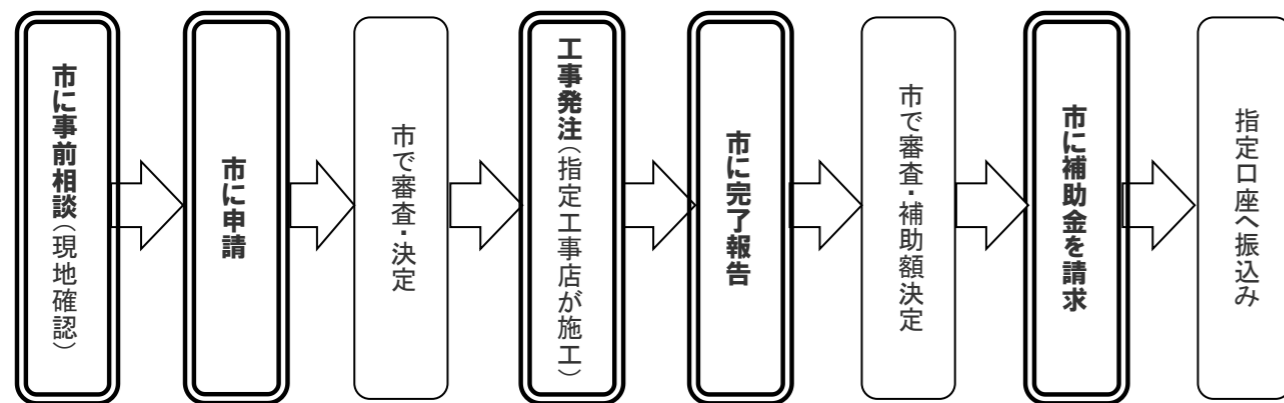 市に事前相談（現地確認）
市に申請
市で審査・決定
工事発注（指定工事店が施工）
市に完了報告
市で審査・補助額決定
市に補助金を請求
指定口座へ振込み